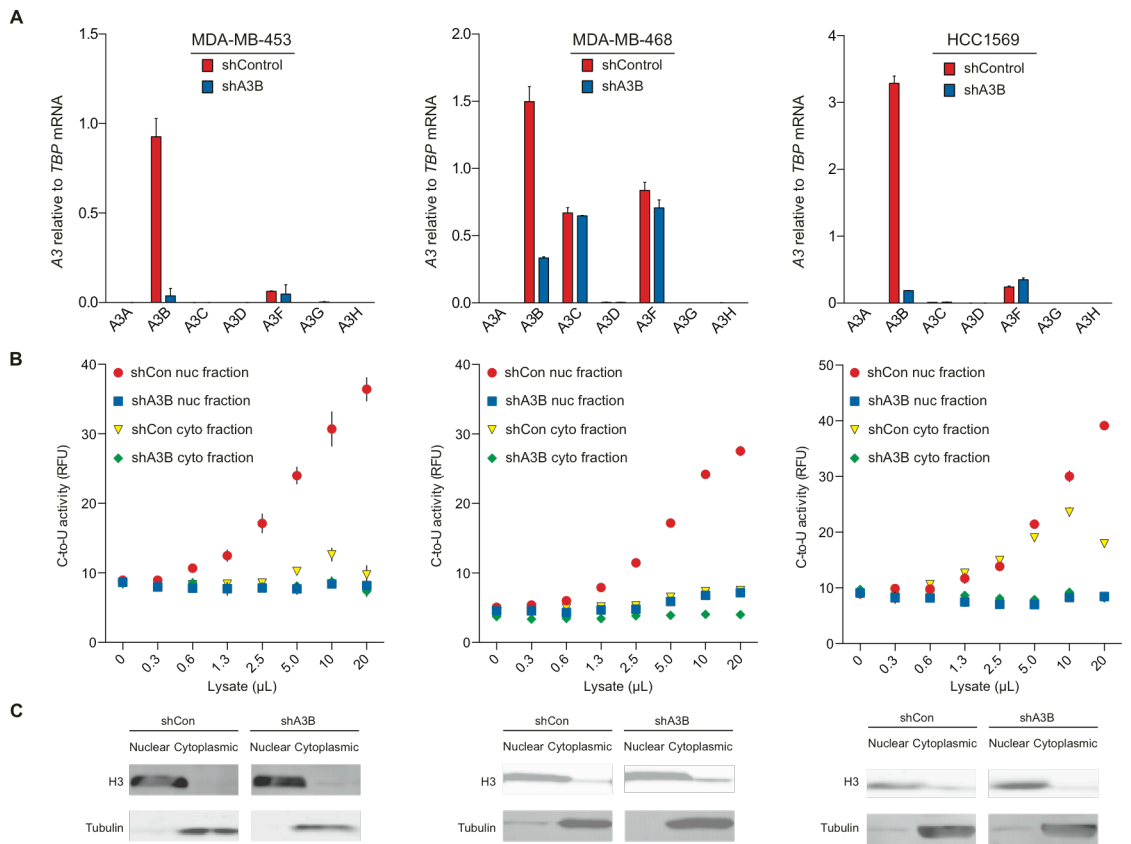 A
MDA-MB-453
shControl
shA3B
A3 relative to TBP mRNA
1.5
1.0
0.5
0.0
A3A A3B A3C A3D A3F A3G A3H
MDA-MB-468
shControl
shA3B
A3 relative to TBP mRNA
2.0
1.5
1.0
0.5
0.0
A3A A3B A3C A3D A3F A3G A3H
HCC1569
shControl
shA3B
A3 relative to TBP mRNA
4
3
2
1
0
A3A A3B A3C A3D A3F A3G A3H
B
shCon nuc fraction
shA3B nuc fraction
shCon cyto fraction
shA3B cyto fraction
C-to-U activity (RFU)
40
30
20
10
0
0 0.3 0.6 1.3 2.5 5.0 10 20
Lysate (µL)
shCon nuc fraction
shA3B nuc fraction
shCon cyto fraction
shA3B cyto fraction
C-to-U activity (RFU)
40
30
20
10
0
0 0.3 0.6 1.3 2.5 5.0 10 20
Lysate (µL)
shCon nuc fraction
shA3B nuc fraction
shCon cyto fraction
shA3B cyto fraction
C-to-U activity (RFU)
50
40
30
20
10
0
0 0.3 0.6 1.3 2.5 5.0 10 20
Lysate (µL)
C
shCon shA3B
Nuclear Cytoplasmic Nuclear Cytoplasmic
H3
Tubulin
shCon shA3B
Nuclear Cytoplasmic Nuclear Cytoplasmic
H3
Tubulin
shCon shA3B
Nuclear Cytoplasmic Nuclear Cytoplasmic
H3
Tubulin